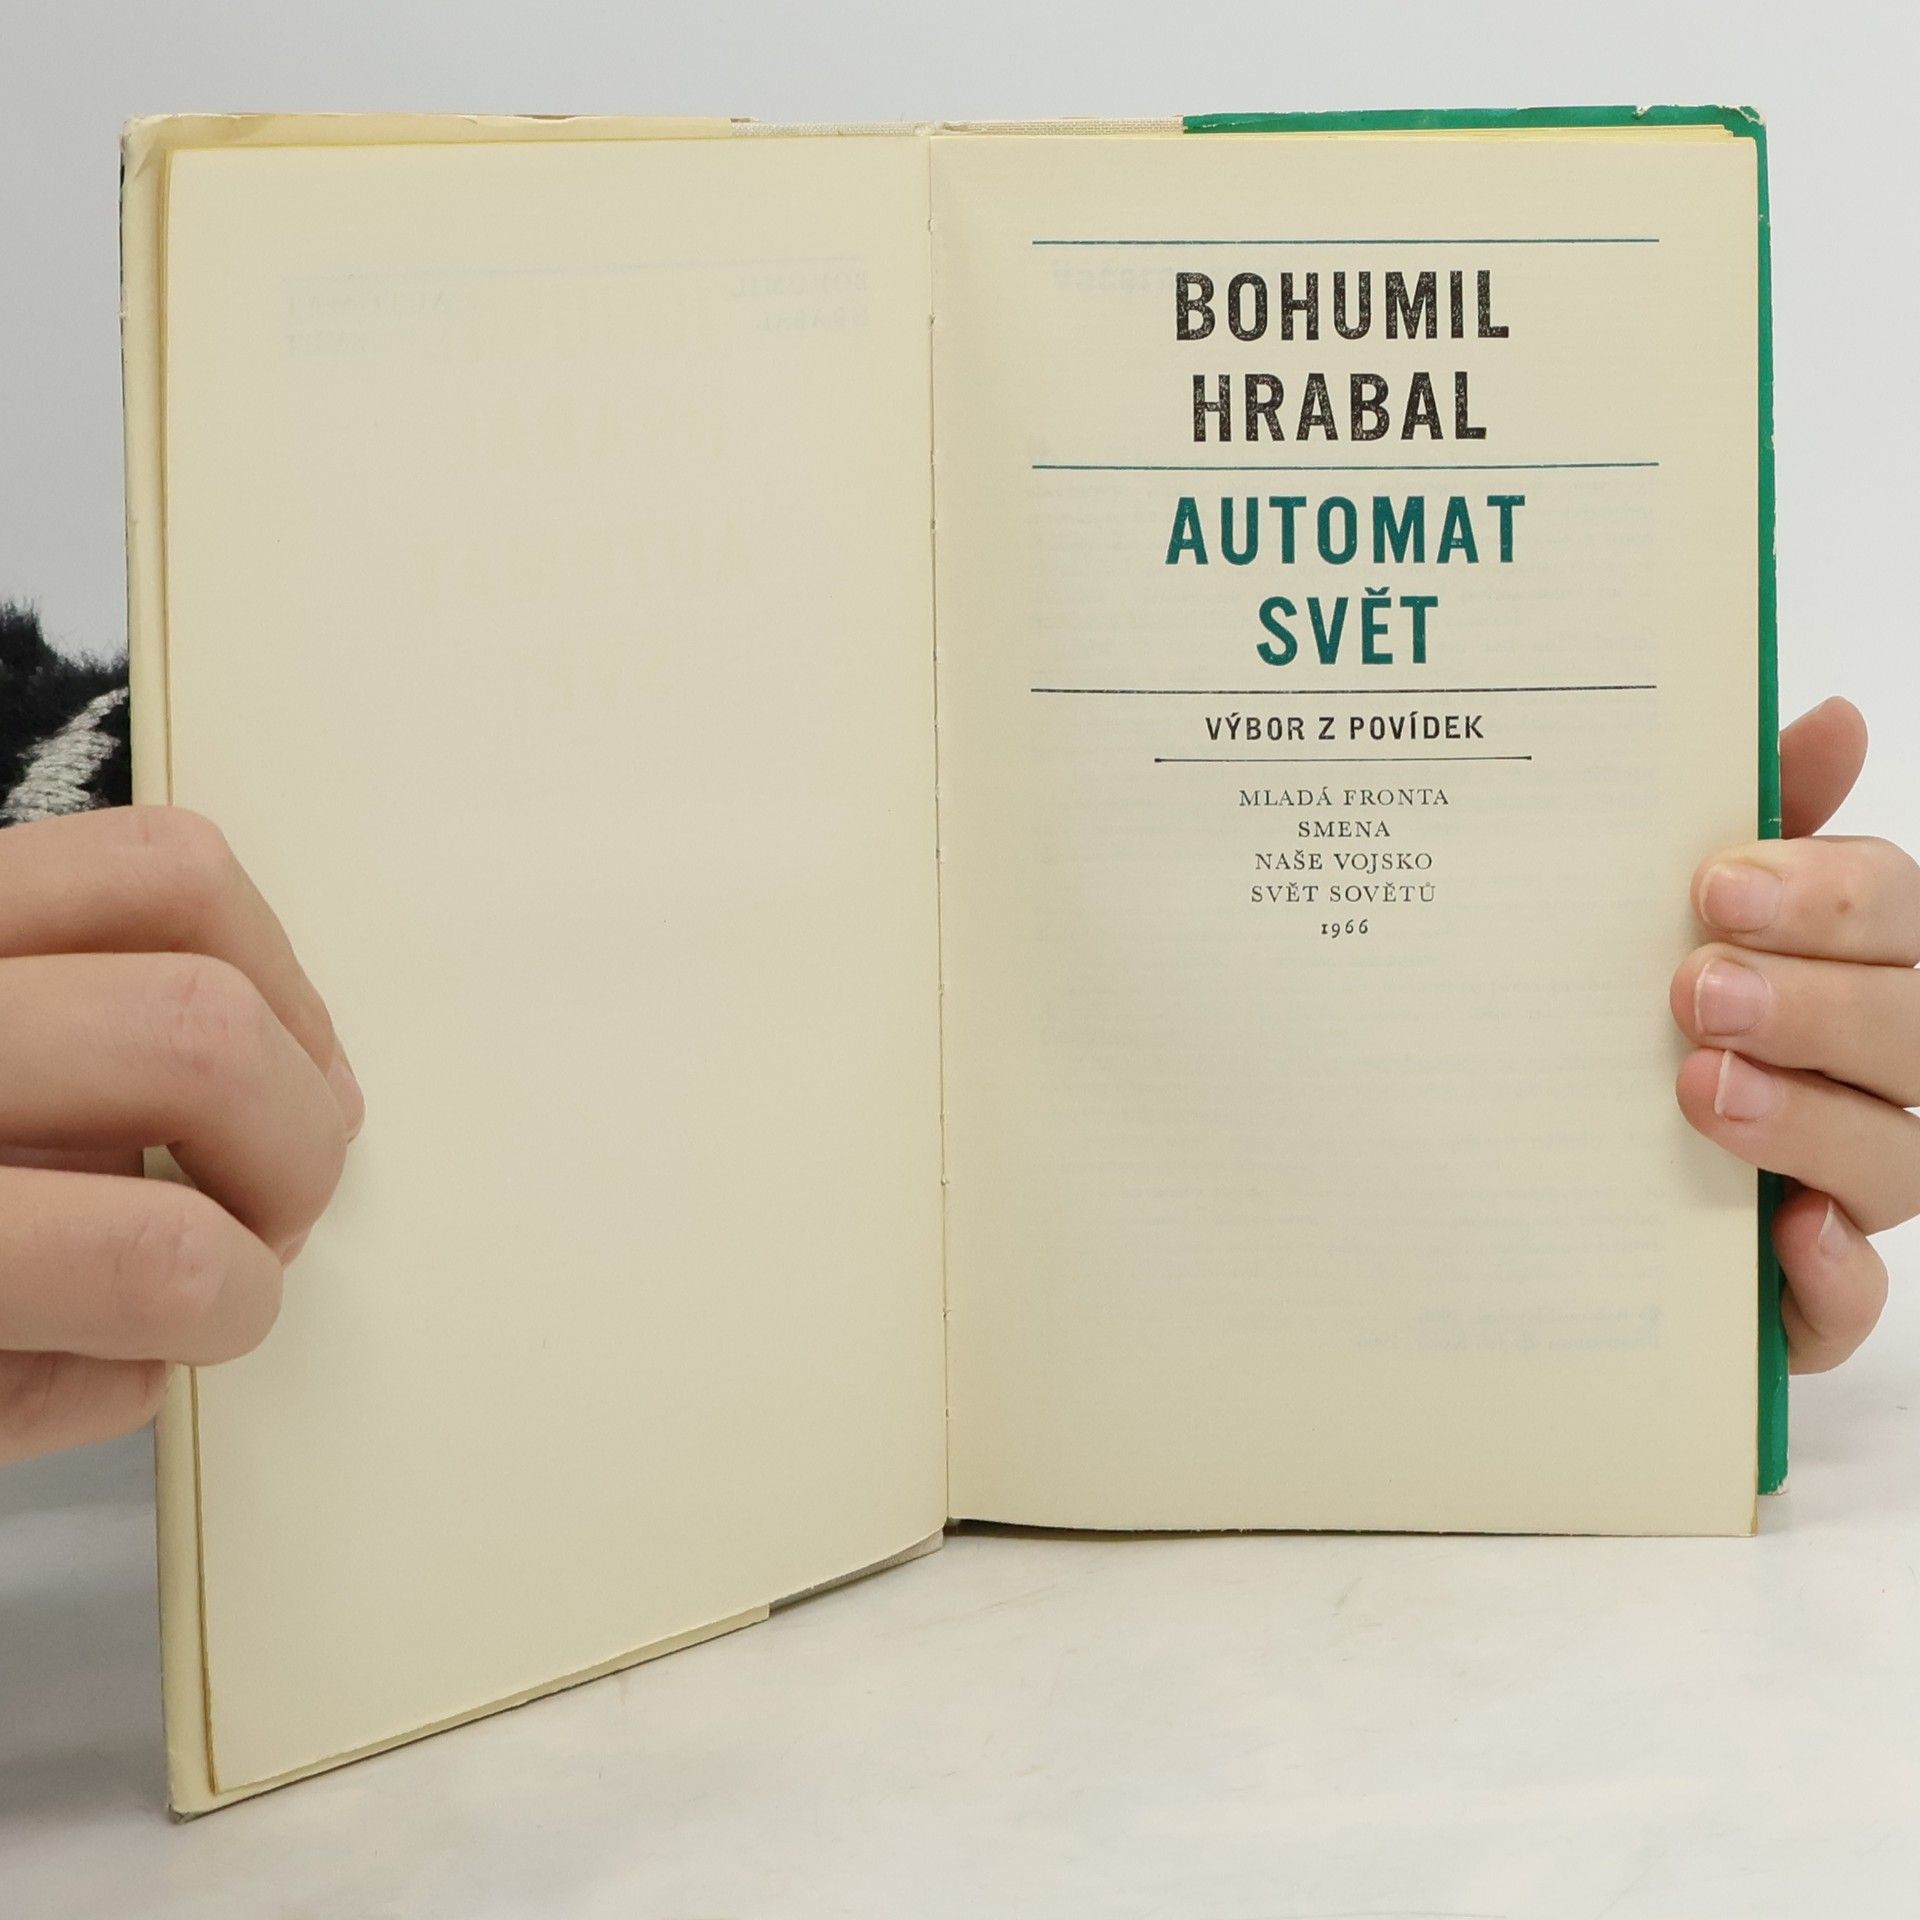 BOHUMIL
HRABAL
AUTOMAT
SVĚT
VÝBOR Z POVÍDEK
MLADÁ FRONTA
SMENA
NAŠE VOJSKO
SVĚT SOVĚTŮ
1966